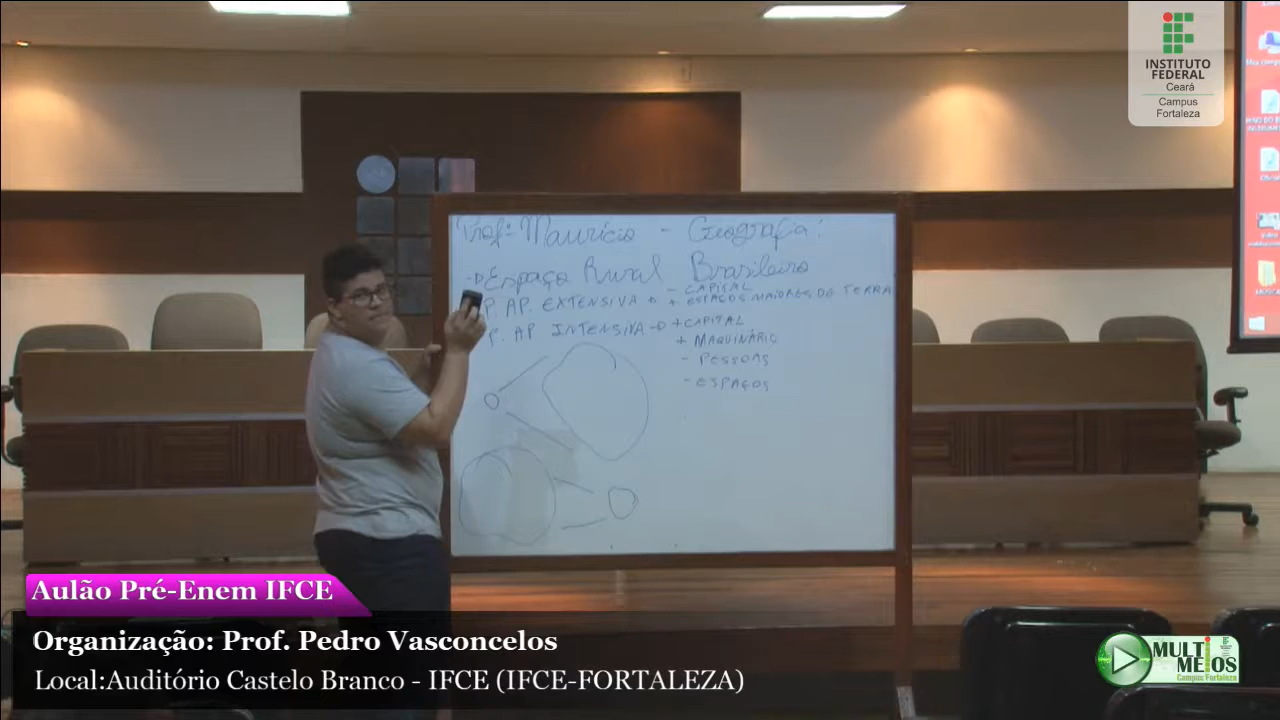 INSTITUTO
FEDERAL
Ceará
Campus
Fortaleza
Profº Maurício - Geografia:
Espaço Rural Brasileiro
P. AP. EXTENSIVA
- CAPITAL
+ ESPAÇOS MAIORES DE TERRA
P. AP INTENSIVA
+ CAPITAL
+ MAQUINÁRIO
- PESSOAS
- ESPAÇOS
Aulão Pré-Enem IFCE
Organização: Prof. Pedro Vasconcelos
Local:Auditório Castelo Branco - IFCE (IFCE-FORTALEZA)
MULTIMEIOS
Campus Fortaleza